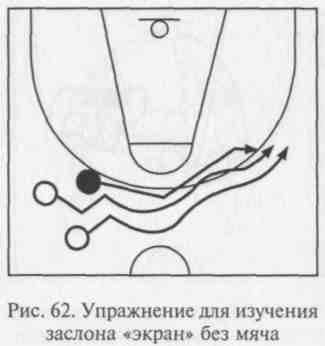 Рис. 62. Упражнение для изучения
заслона «экран» без мяча